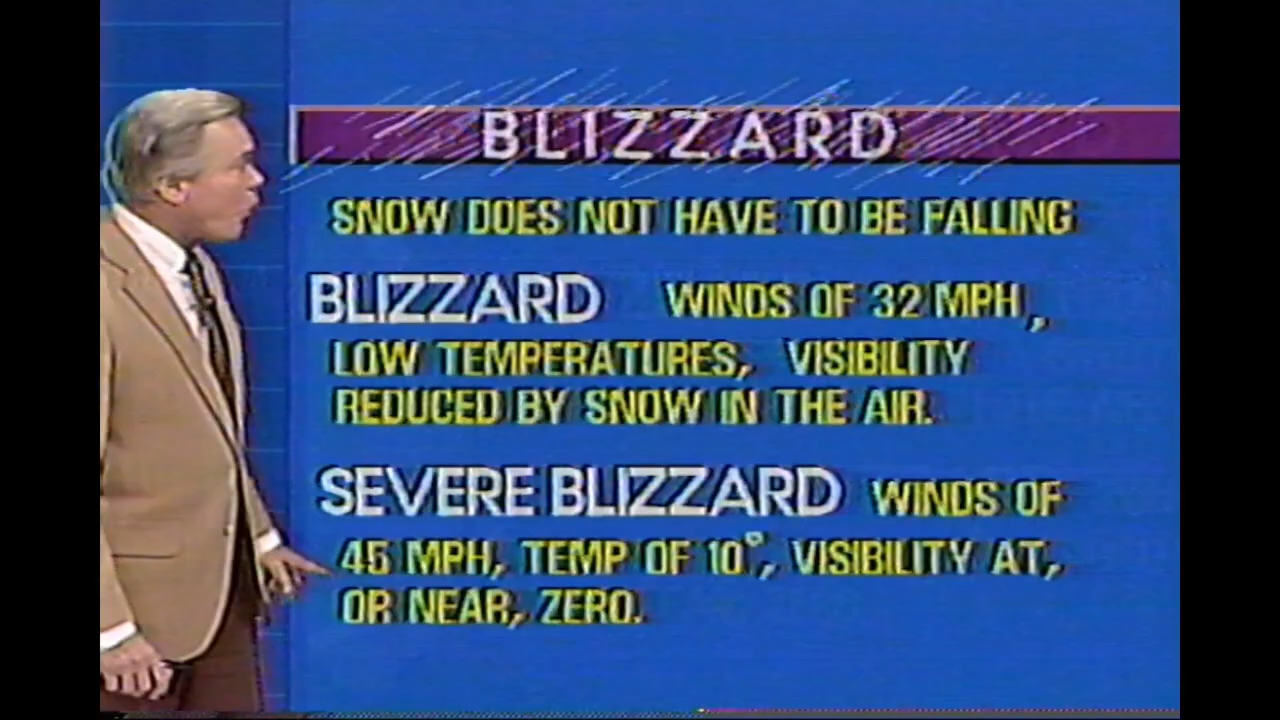 BLIZZARD
SNOW DOES NOT HAVE TO BE FALLING
BLIZZARD WINDS OF 32 MPH,
LOW TEMPERATURES, VISIBILITY
REDUCED BY SNOW IN THE AIR.
SEVERE BLIZZARD WINDS OF
45 MPH, TEMP OF 10°, VISIBILITY AT,
OR NEAR, ZERO.